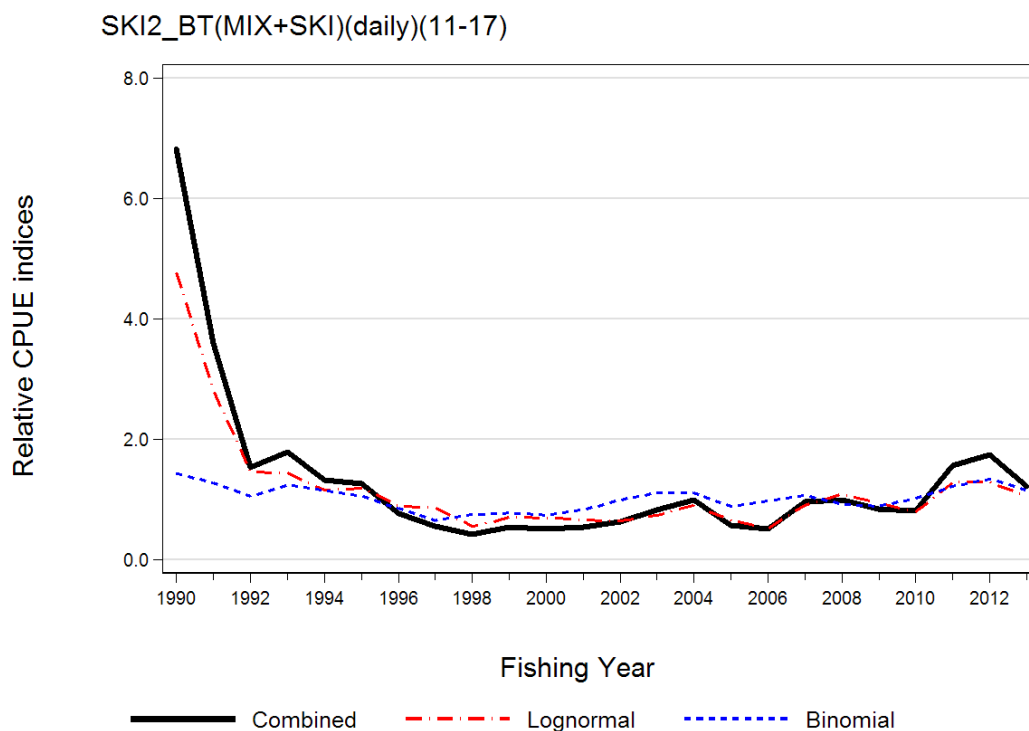 SKI2_BT(MIX+SKI)(daily)(11-17)
Relative CPUE indices
8.0
6.0
4.0
2.0
0.0
1990 1992 1994 1996 1998 2000 2002 2004 2006 2008 2010 2012
Fishing Year
Combined Lognormal Binomial